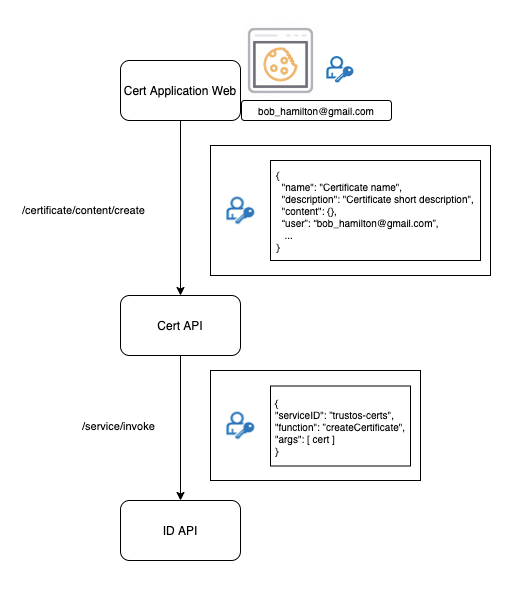 Cert Application Web
bob_hamilton@gmail.com
/certificate/content/create
{
"name": "Certificate name",
"description": "Certificate short description",
"content": {},
"user": “bob_hamilton@gmail.com”,
...
}
Cert API
/service/invoke
{
"serviceID": "trustos-certs",
"function": "createCertificate",
"args": [ cert ]
}
ID API